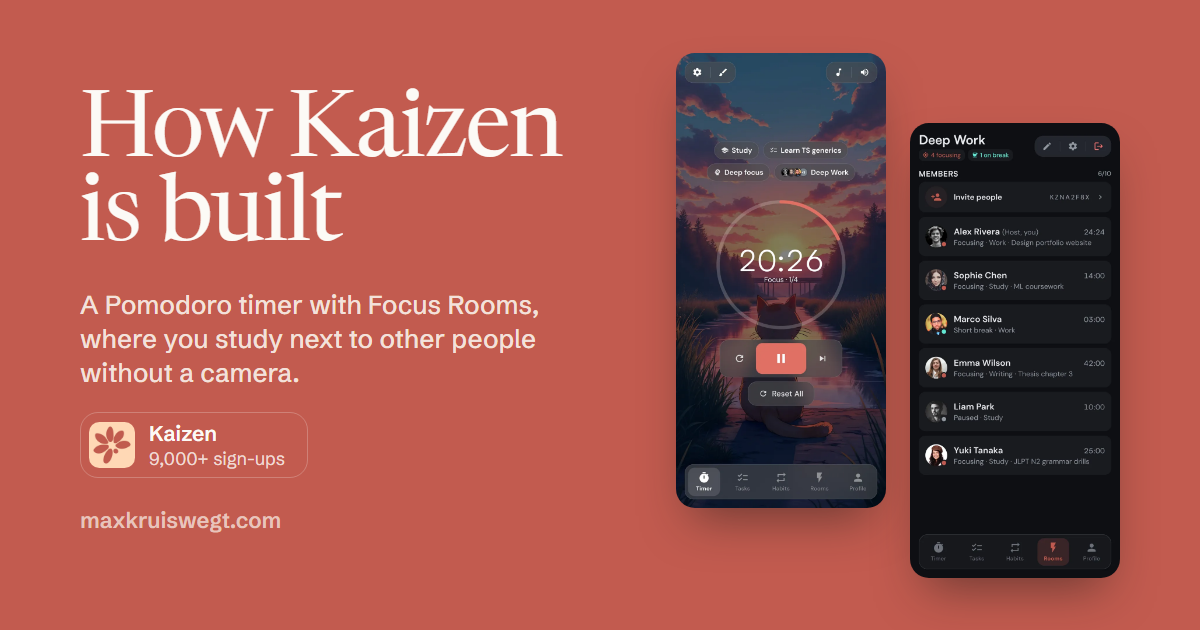 How Kaizen
is built
A Pomodoro timer with Focus Rooms,
where you study next to other people
without a camera.
Kaizen
9,000+ sign-ups
maxkruiswegt.com
Study
Learn TS generics
Deep focus
Deep Work
20:26
Focus · 1/4
Reset All
Timer
Tasks
Habits
Rooms
Profile
Deep Work
4 focusing
1 on break
MEMBERS
6/10
Invite people
KZNA2F8X
Alex Rivera (Host, you)
24:24
Focusing · Work · Design portfolio website
Sophie Chen
14:00
Focusing · Study · ML coursework
Marco Silva
03:00
Short break · Work
Emma Wilson
42:00
Focusing · Writing · Thesis chapter 3
Liam Park
10:00
Paused · Study
Yuki Tanaka
25:00
Focusing · Study · JLPT N2 grammar drills
Timer
Tasks
Habits
Rooms
Profile